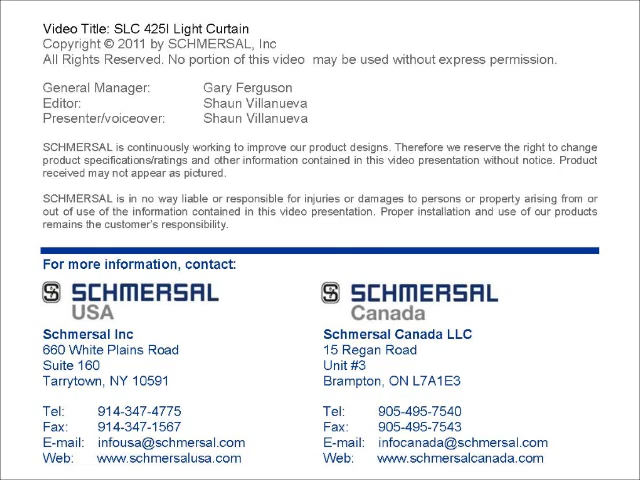 Video Title: SLC 425I Light Curtain
Copyright © 2011 by SCHMERSAL, Inc
All Rights Reserved. No portion of this video may be used without express permission.
General Manager: Gary Ferguson
Editor: Shaun Villanueva
Presenter/voiceover: Shaun Villanueva
SCHMERSAL is continuously working to improve our product designs. Therefore we reserve the right to change
product specifications/ratings and other information contained in this video presentation without notice. Product
received may not appear as pictured.
SCHMERSAL is in no way liable or responsible for injuries or damages to persons or property arising from or
out of use of the information contained in this video presentation. Proper installation and use of our products
remains the customer's responsibility.
For more information, contact:
SCHMERSAL
USA
Schmersal Inc
660 White Plains Road
Suite 160
Tarrytown, NY 10591
Tel: 914-347-4775
Fax: 914-347-1567
E-mail: infousa@schmersal.com
Web: www.schmersalusa.com
SCHMERSAL
Canada
Schmersal Canada LLC
15 Regan Road
Unit #3
Brampton, ON L7A1E3
Tel: 905-495-7540
Fax: 905-495-7543
E-mail: infocanada@schmersal.com
Web: www.schmersalcanada.com